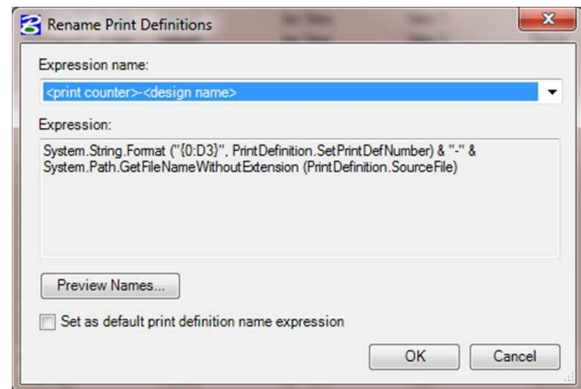 Rename Print Definitions
Expression name:
<print counter>-<design name>
Expression:
System.String.Format ("{0:D3}", PrintDefinition.SetPrintDefNumber) & "-" &
System.Path.GetFileNameWithoutExtension (PrintDefinition.SourceFile)
Preview Names...
Set as default print definition name expression
OK Cancel